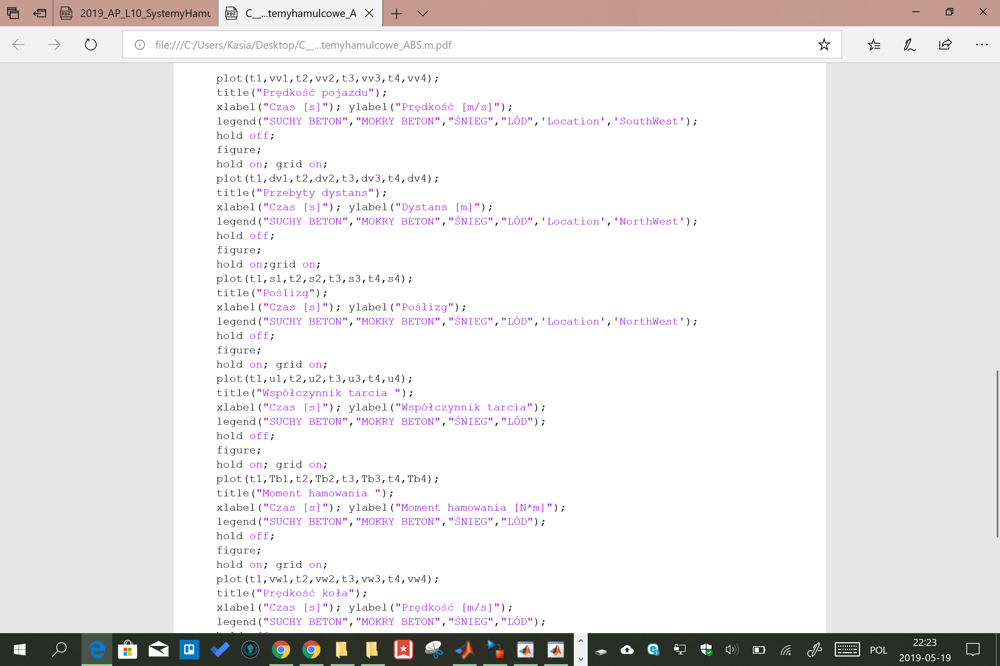 2019_AP_L10_SystemyHamu
C__...temyhamulcowe_A
file:///C:/Users/Kasia/Desktop/C__...temyhamulcowe_ABS.m.pdf
plot(t1,vv1,t2,vv2,t3,vv3,t4,vv4);
title("Prędkość pojazdu");
xlabel("Czas [s]"); ylabel("Prędkość [m/s]");
legend("SUCHY BETON","MOKRY BETON","ŚNIEG","LÓD",'Location','SouthWest');
hold off;
figure;
hold on; grid on;
plot(t1,dv1,t2,dv2,t3,dv3,t4,dv4);
title("Przebyty dystans");
xlabel("Czas [s]"); ylabel("Dystans [m]");
legend("SUCHY BETON","MOKRY BETON","ŚNIEG","LÓD",'Location','NorthWest');
hold off;
figure;
hold on;grid on;
plot(t1,s1,t2,s2,t3,s3,t4,s4);
title("Poślizg");
xlabel("Czas [s]"); ylabel("Poślizg");
legend("SUCHY BETON","MOKRY BETON","ŚNIEG","LÓD",'Location','NorthWest');
hold off;
figure;
hold on; grid on;
plot(t1,u1,t2,u2,t3,u3,t4,u4);
title("Współczynnik tarcia ");
xlabel("Czas [s]"); ylabel("Współczynnik tarcia");
legend("SUCHY BETON","MOKRY BETON","ŚNIEG","LÓD");
hold off;
figure;
hold on; grid on;
plot(t1,Tb1,t2,Tb2,t3,Tb3,t4,Tb4);
title("Moment hamowania ");
xlabel("Czas [s]"); ylabel("Moment hamowania [N*m]");
legend("SUCHY BETON","MOKRY BETON","ŚNIEG","LÓD");
hold off;
figure;
hold on; grid on;
plot(t1,vw1,t2,vw2,t3,vw3,t4,vw4);
title("Prędkość koła");
xlabel("Czas [s]"); ylabel("Prędkość [m/s]");
legend("SUCHY BETON","MOKRY BETON","ŚNIEG","LÓD");
POL
22:23
2019-05-19